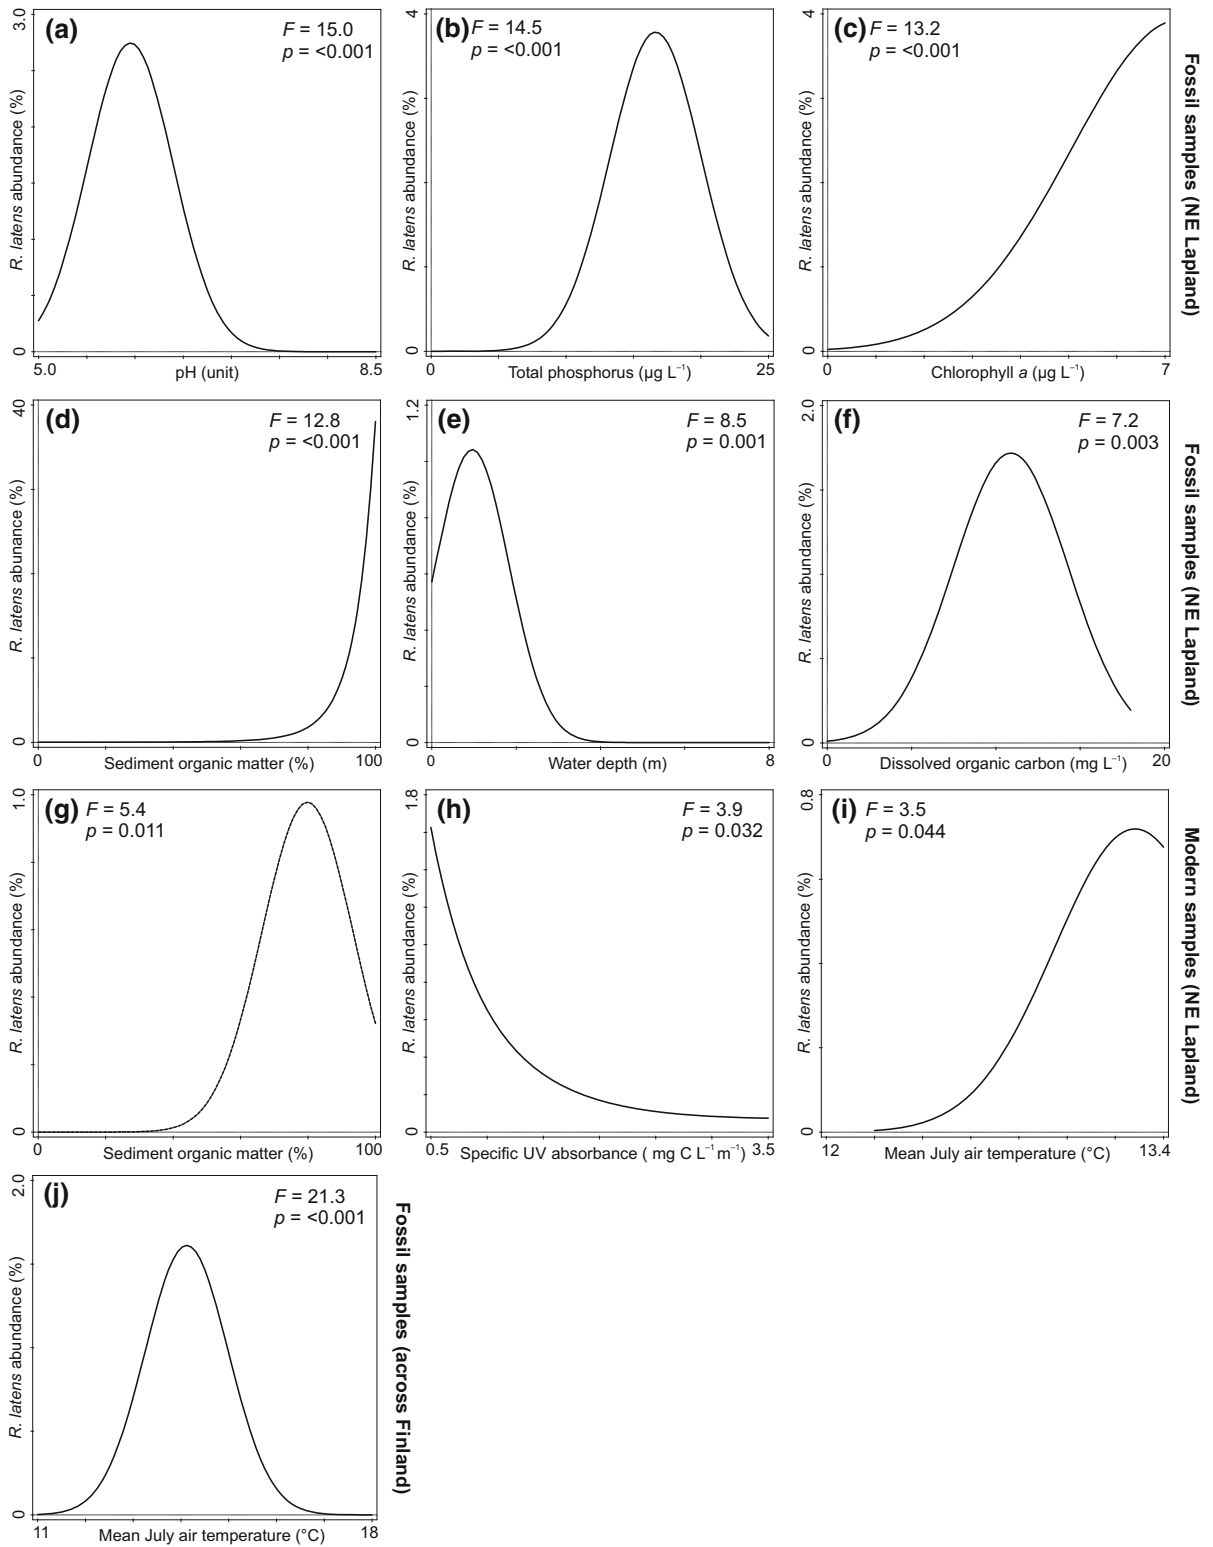 (a)
F = 15.0
p = <0.001
3.0
0
R. latens abundance (%)
5.0
pH (unit)
8.5
(b)
F = 14.5
p = <0.001
4
0
R. latens abundance (%)
0
Total phosphorus (µg L⁻¹)
25
(c)
F = 13.2
p = <0.001
4
0
R. latens abundance (%)
0
Chlorophyll a (µg L⁻¹)
7
Fossil samples (NE Lapland)
(d)
F = 12.8
p = <0.001
40
0
R. latens abunance (%)
0
Sediment organic matter (%)
100
(e)
F = 8.5
p = 0.001
1.2
0
R. latens abundance (%)
0
Water depth (m)
8
(f)
F = 7.2
p = 0.003
2.0
0
R. latens abundance (%)
0
Dissolved organic carbon (mg L⁻¹)
20
Fossil samples (NE Lapland)
(g)
F = 5.4
p = 0.011
1.0
0
R. latens abundance (%)
0
Sediment organic matter (%)
100
(h)
F = 3.9
p = 0.032
1.8
0
R. latens abundance (%)
0.5
Specific UV absorbance ( mg C L⁻¹m⁻¹)
3.5
(i)
F = 3.5
p = 0.044
0.8
0
R. latens abundance (%)
12
Mean July air temperature (°C)
13.4
Modern samples (NE Lapland)
(j)
F = 21.3
p = <0.001
2.0
0
R. latens abundance (%)
11
Mean July air temperature (°C)
18
Fossil samples (across Finland)